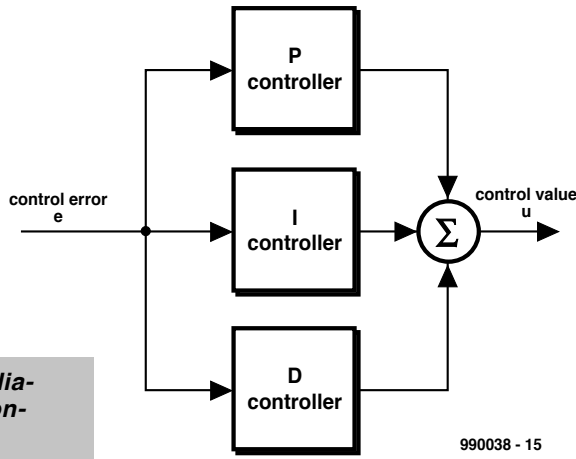 P
controller
control error
e
I
controller
Σ
control value
u
D
controller
990038 - 15